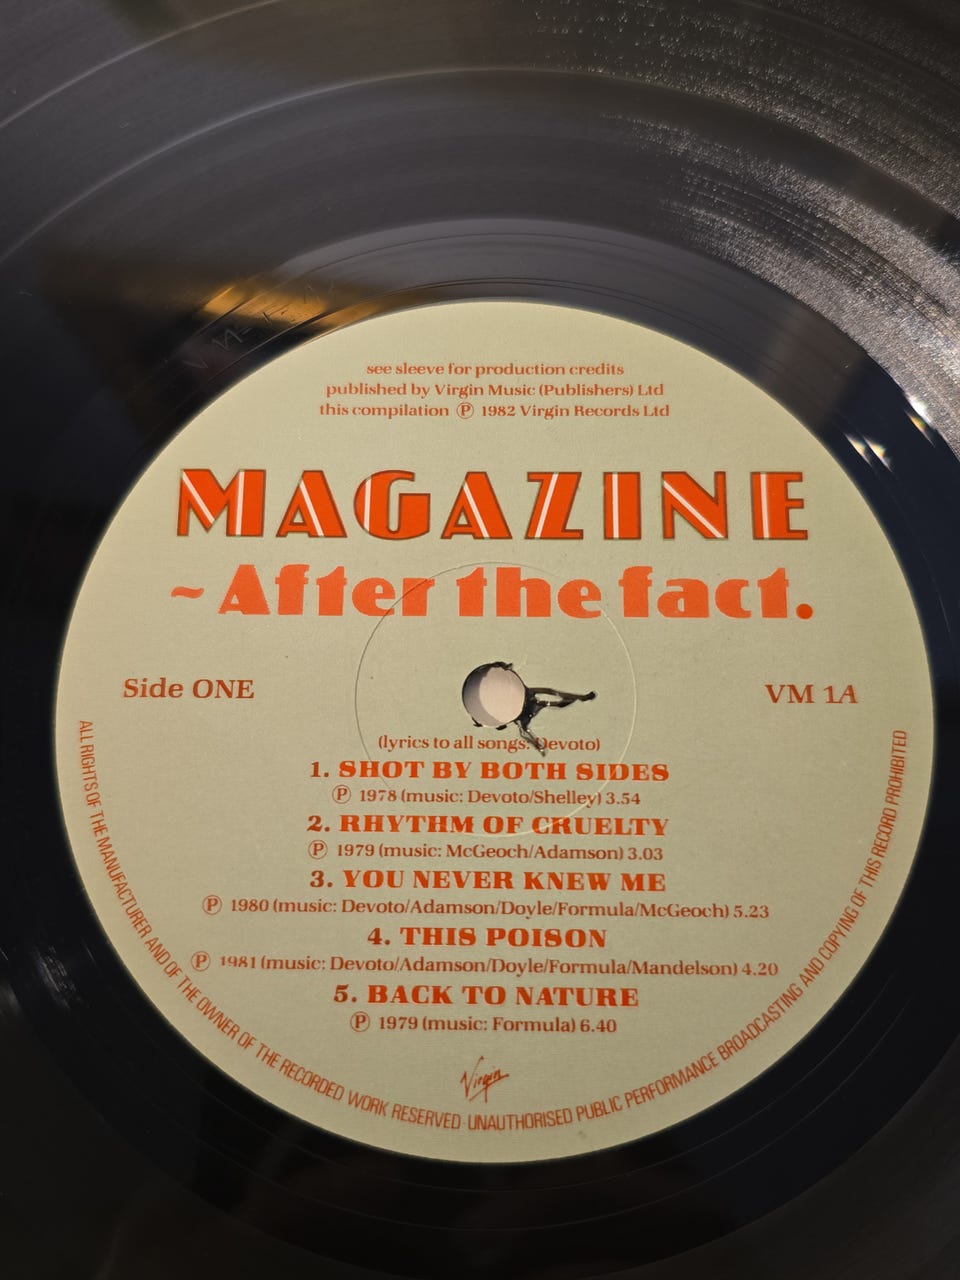 see sleeve for production credits
published by Virgin Music (Publishers) Ltd
this compilation Ⓟ 1982 Virgin Records Ltd
MAGAZINE
~After the fact.
Side ONE
VM 1A
(lyrics to all songs: Devoto)
1. SHOT BY BOTH SIDES
Ⓟ 1978 (music: Devoto/Shelley) 3.54
2. RHYTHM OF CRUELTY
Ⓟ 1979 (music: McGeoch/Adamson) 3.03
3. YOU NEVER KNEW ME
Ⓟ 1980 (music: Devoto/Adamson/Doyle/Formula/McGeoch) 5.23
4. THIS POISON
Ⓟ 1981 (music: Devoto/Adamson/Doyle/Formula/Mandelson) 4.20
5. BACK TO NATURE
Ⓟ 1979 (music: Formula) 6.40
Virgin
ALL RIGHTS OF THE MANUFACTURER AND OF THE OWNER OF THE RECORDED WORK RESERVED · UNAUTHORISED PUBLIC PERFORMANCE BROADCASTING AND COPYING OF THIS RECORD PROHIBITED